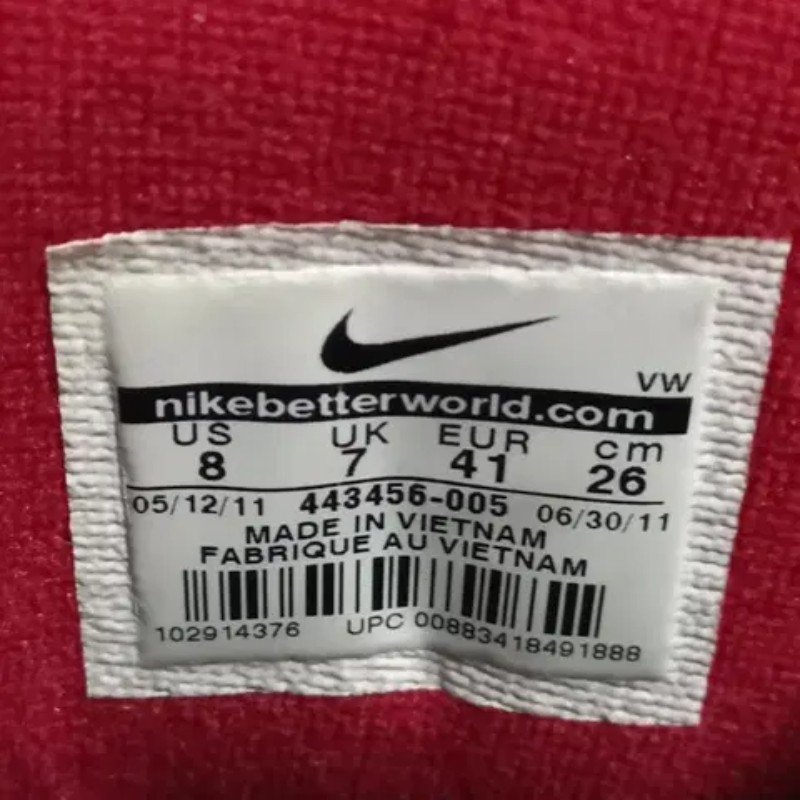 VW
nikebetterworld.com
US UK EUR cm
8 7 41 26
05/12/11 443456-005 06/30/11
MADE IN VIETNAM
FABRIQUE AU VIETNAM
102914376 UPC 00883418491888